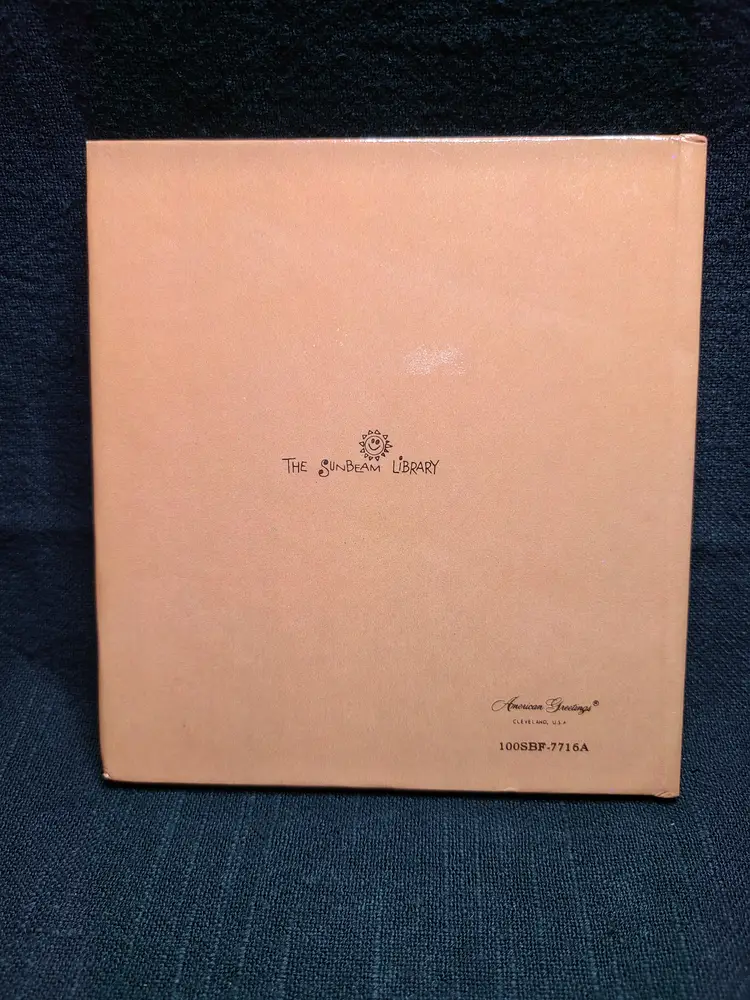 THE SUNBEAM LIBRARY
American Greetings®
CLEVELAND, U.S.A
100SBF-7716A